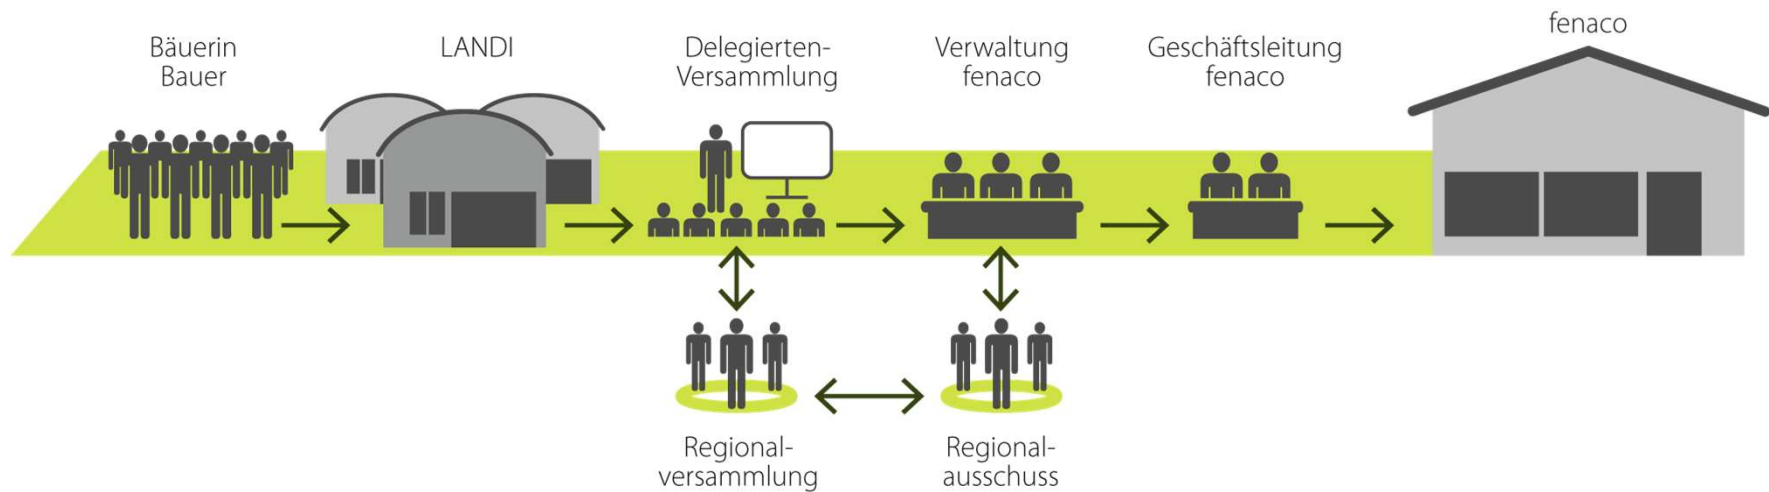 Bäuerin
Bauer
LANDI
Delegierten-
Versammlung
Verwaltung
fenaco
Geschäftsleitung
fenaco
fenaco
Regional-
versammlung
Regional-
ausschuss